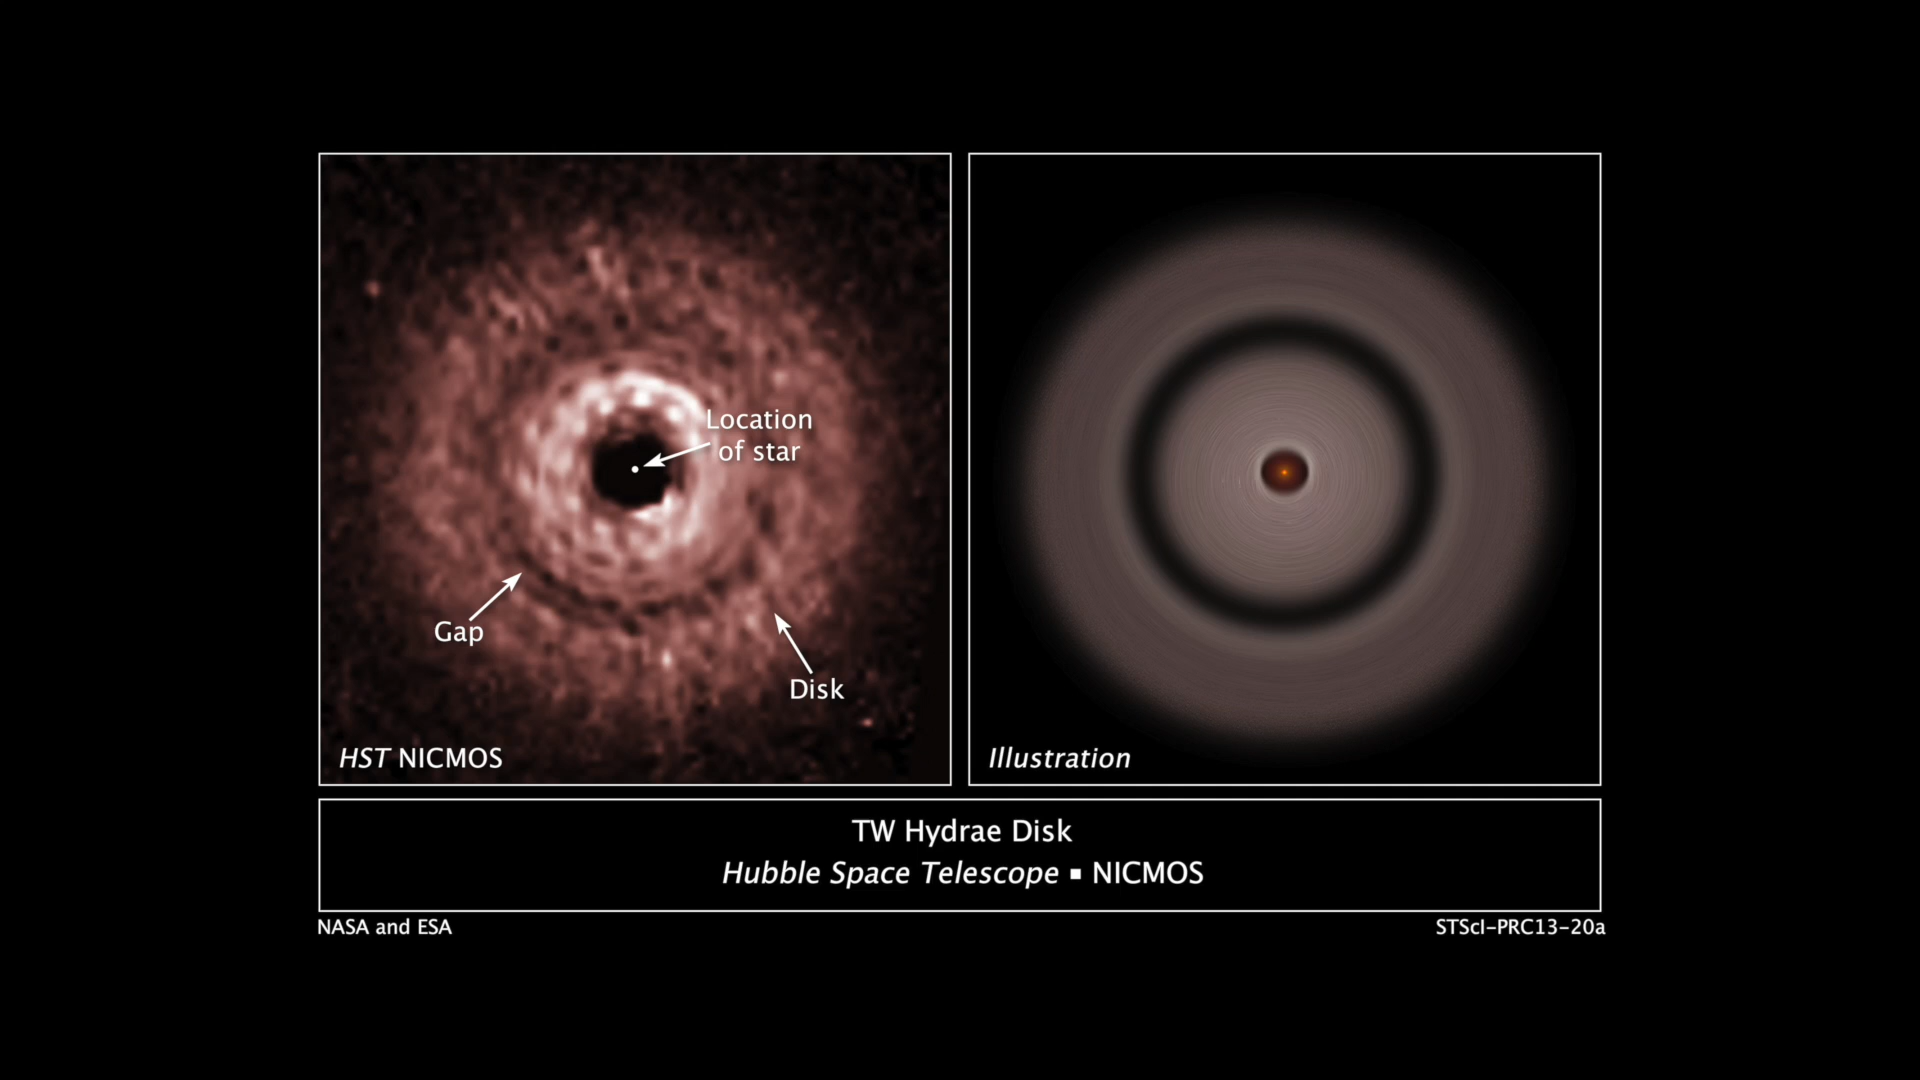 Location
of star
Gap
Disk
HST NICMOS
Illustration
TW Hydrae Disk
Hubble Space Telescope ▪ NICMOS
NASA and ESA
STScI-PRC13-20a